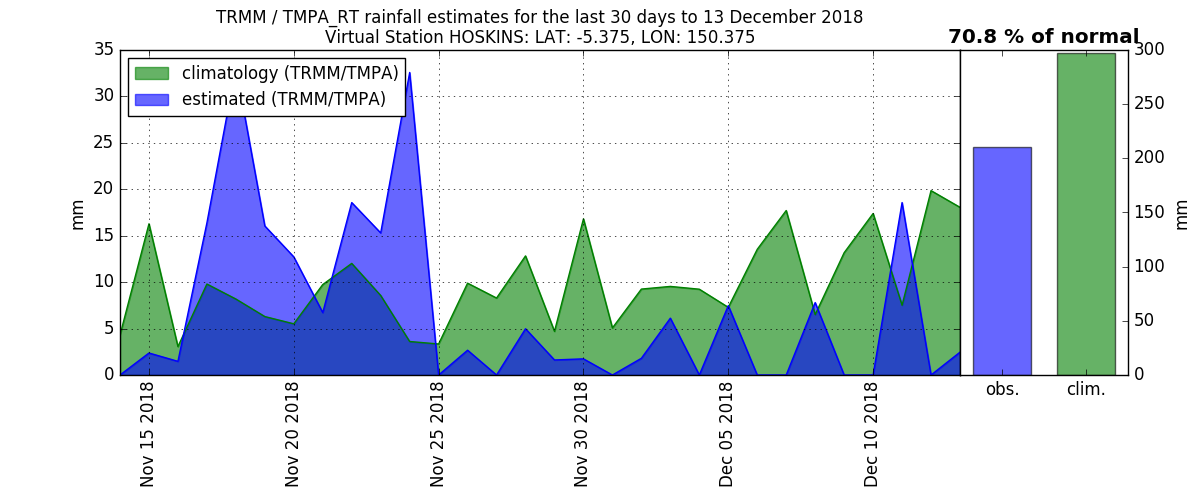 TRMM / TMPA_RT rainfall estimates for the last 30 days to 13 December 2018
Virtual Station HOSKINS: LAT: -5.375, LON: 150.375
70.8 % of normal
climatology (TRMM/TMPA)
estimated (TRMM/TMPA)
35
30
25
20
15
10
5
0
mm
Nov 15 2018
Nov 20 2018
Nov 25 2018
Nov 30 2018
Dec 05 2018
Dec 10 2018
obs.
clim.
300
250
200
150
100
50
0
mm